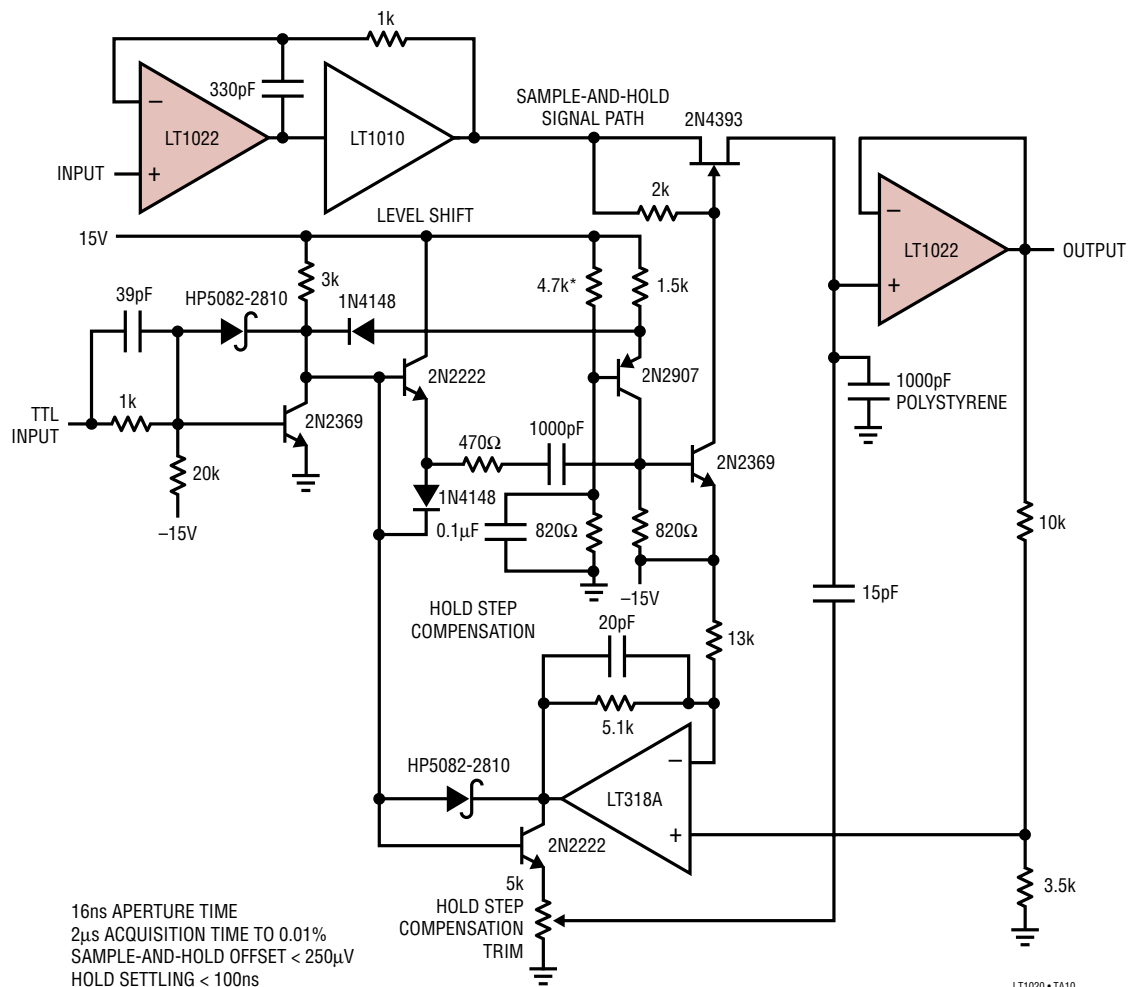 1k
330pF
–
LT1022
+
LT1010
INPUT
SAMPLE-AND-HOLD
SIGNAL PATH
2N4393
2k
–
LT1022
+
OUTPUT
LEVEL SHIFT
15V
3k
4.7k*
1.5k
39pF
HP5082-2810
1N4148
2N2222
2N2907
1000pF
POLYSTYRENE
TTL
INPUT
1k
2N2369
20k
–15V
470Ω
1000pF
2N2369
1N4148
0.1µF
820Ω
820Ω
–15V
10k
15pF
HOLD STEP
COMPENSATION
20pF
13k
5.1k
HP5082-2810
–
LT318A
+
2N2222
5k
HOLD STEP
COMPENSATION
TRIM
3.5k
16ns APERTURE TIME
2µs ACQUISITION TIME TO 0.01%
SAMPLE-AND-HOLD OFFSET < 250µV
HOLD SETTLING < 100ns
LT1020 • TA10